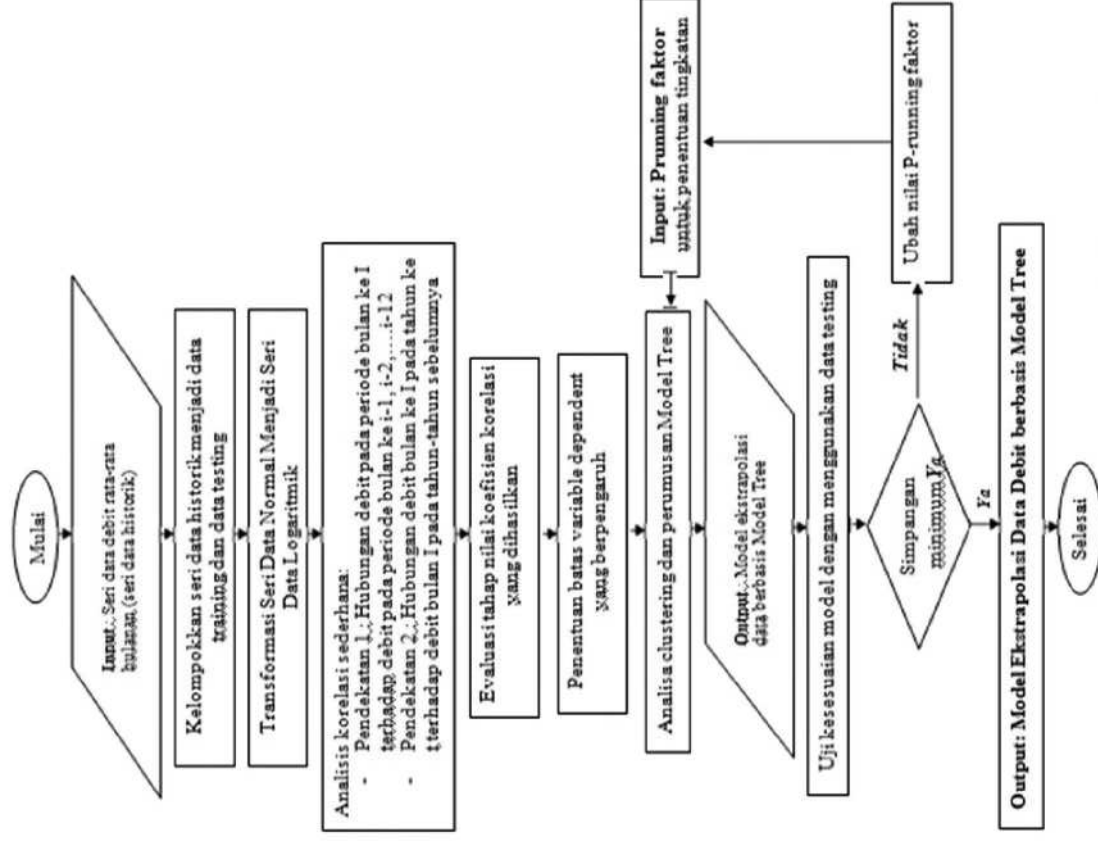 Mulai
Input: Seri data debit rata-rata
bulanan (seri data historik)
Kelompokkan seri data historik menjadi data
training dan data testing
Transformasi Seri Data Normal Menjadi Seri
Data Logaritmik
Analisis korelasi sederhana:
- Pendekatan 1: Hubungan debit pada periode bulan ke I
terhadap debit pada periode bulan ke i-1, i-2,....i-12
- Pendekatan 2: Hubungan debit bulan ke I pada tahun ke
t terhadap debit bulan I pada tahun-tahun sebelumnya
Evaluasi tahap nilai koefisien korelasi
yang dihasilkan
Penentuan batas variable dependent
yang berpengaruh
Input: Prunning faktor
untuk penentuan tingkatan
Analisa clustering dan perumusan Model Tree
Output: Model ekstrapolasi
data berbasis Model Tree
Uji kesesuaian model dengan menggunakan data testing
Simpangan
minimum Ya
Tidak
Ubah nilai P-running faktor
Ya
Output: Model Ekstrapolasi Data Debit berbasis Model Tree
Selesai